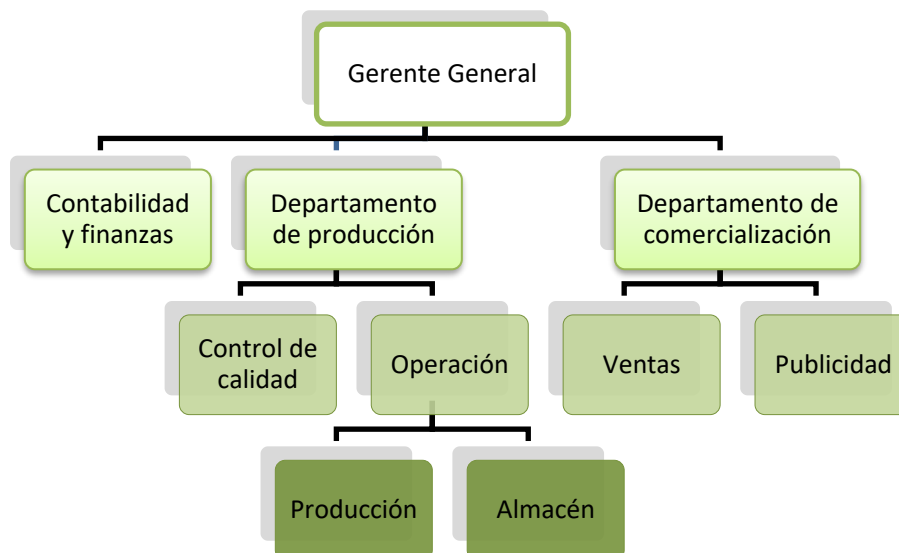 Gerente General
Contabilidad
y finanzas
Departamento
de producción
Departamento de
comercialización
Control de
calidad
Operación
Ventas
Publicidad
Producción
Almacén